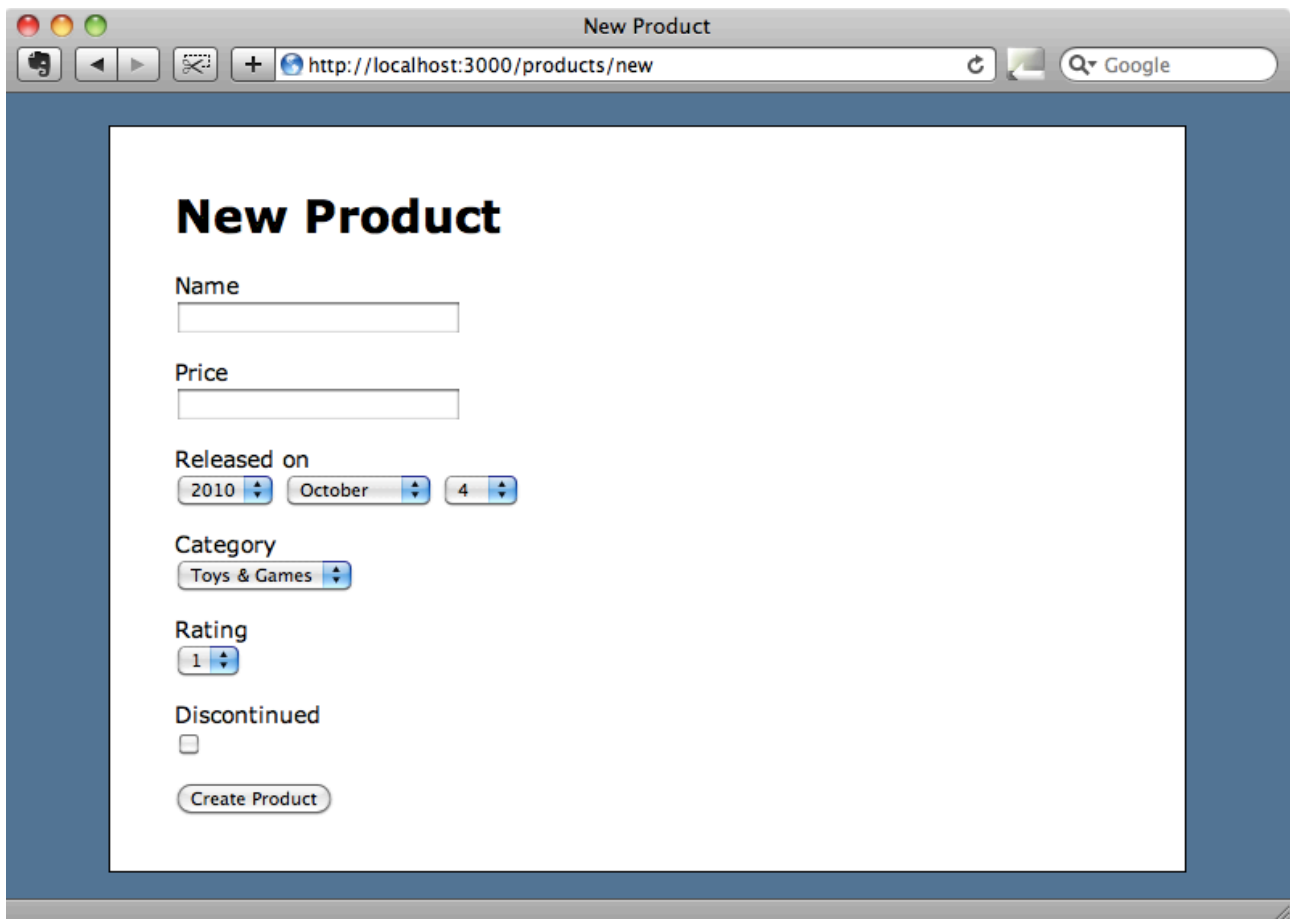 New Product
+ http://localhost:3000/products/new Google
New Product
Name
Price
Released on
2010 October 4
Category
Toys & Games
Rating
1
Discontinued
Create Product